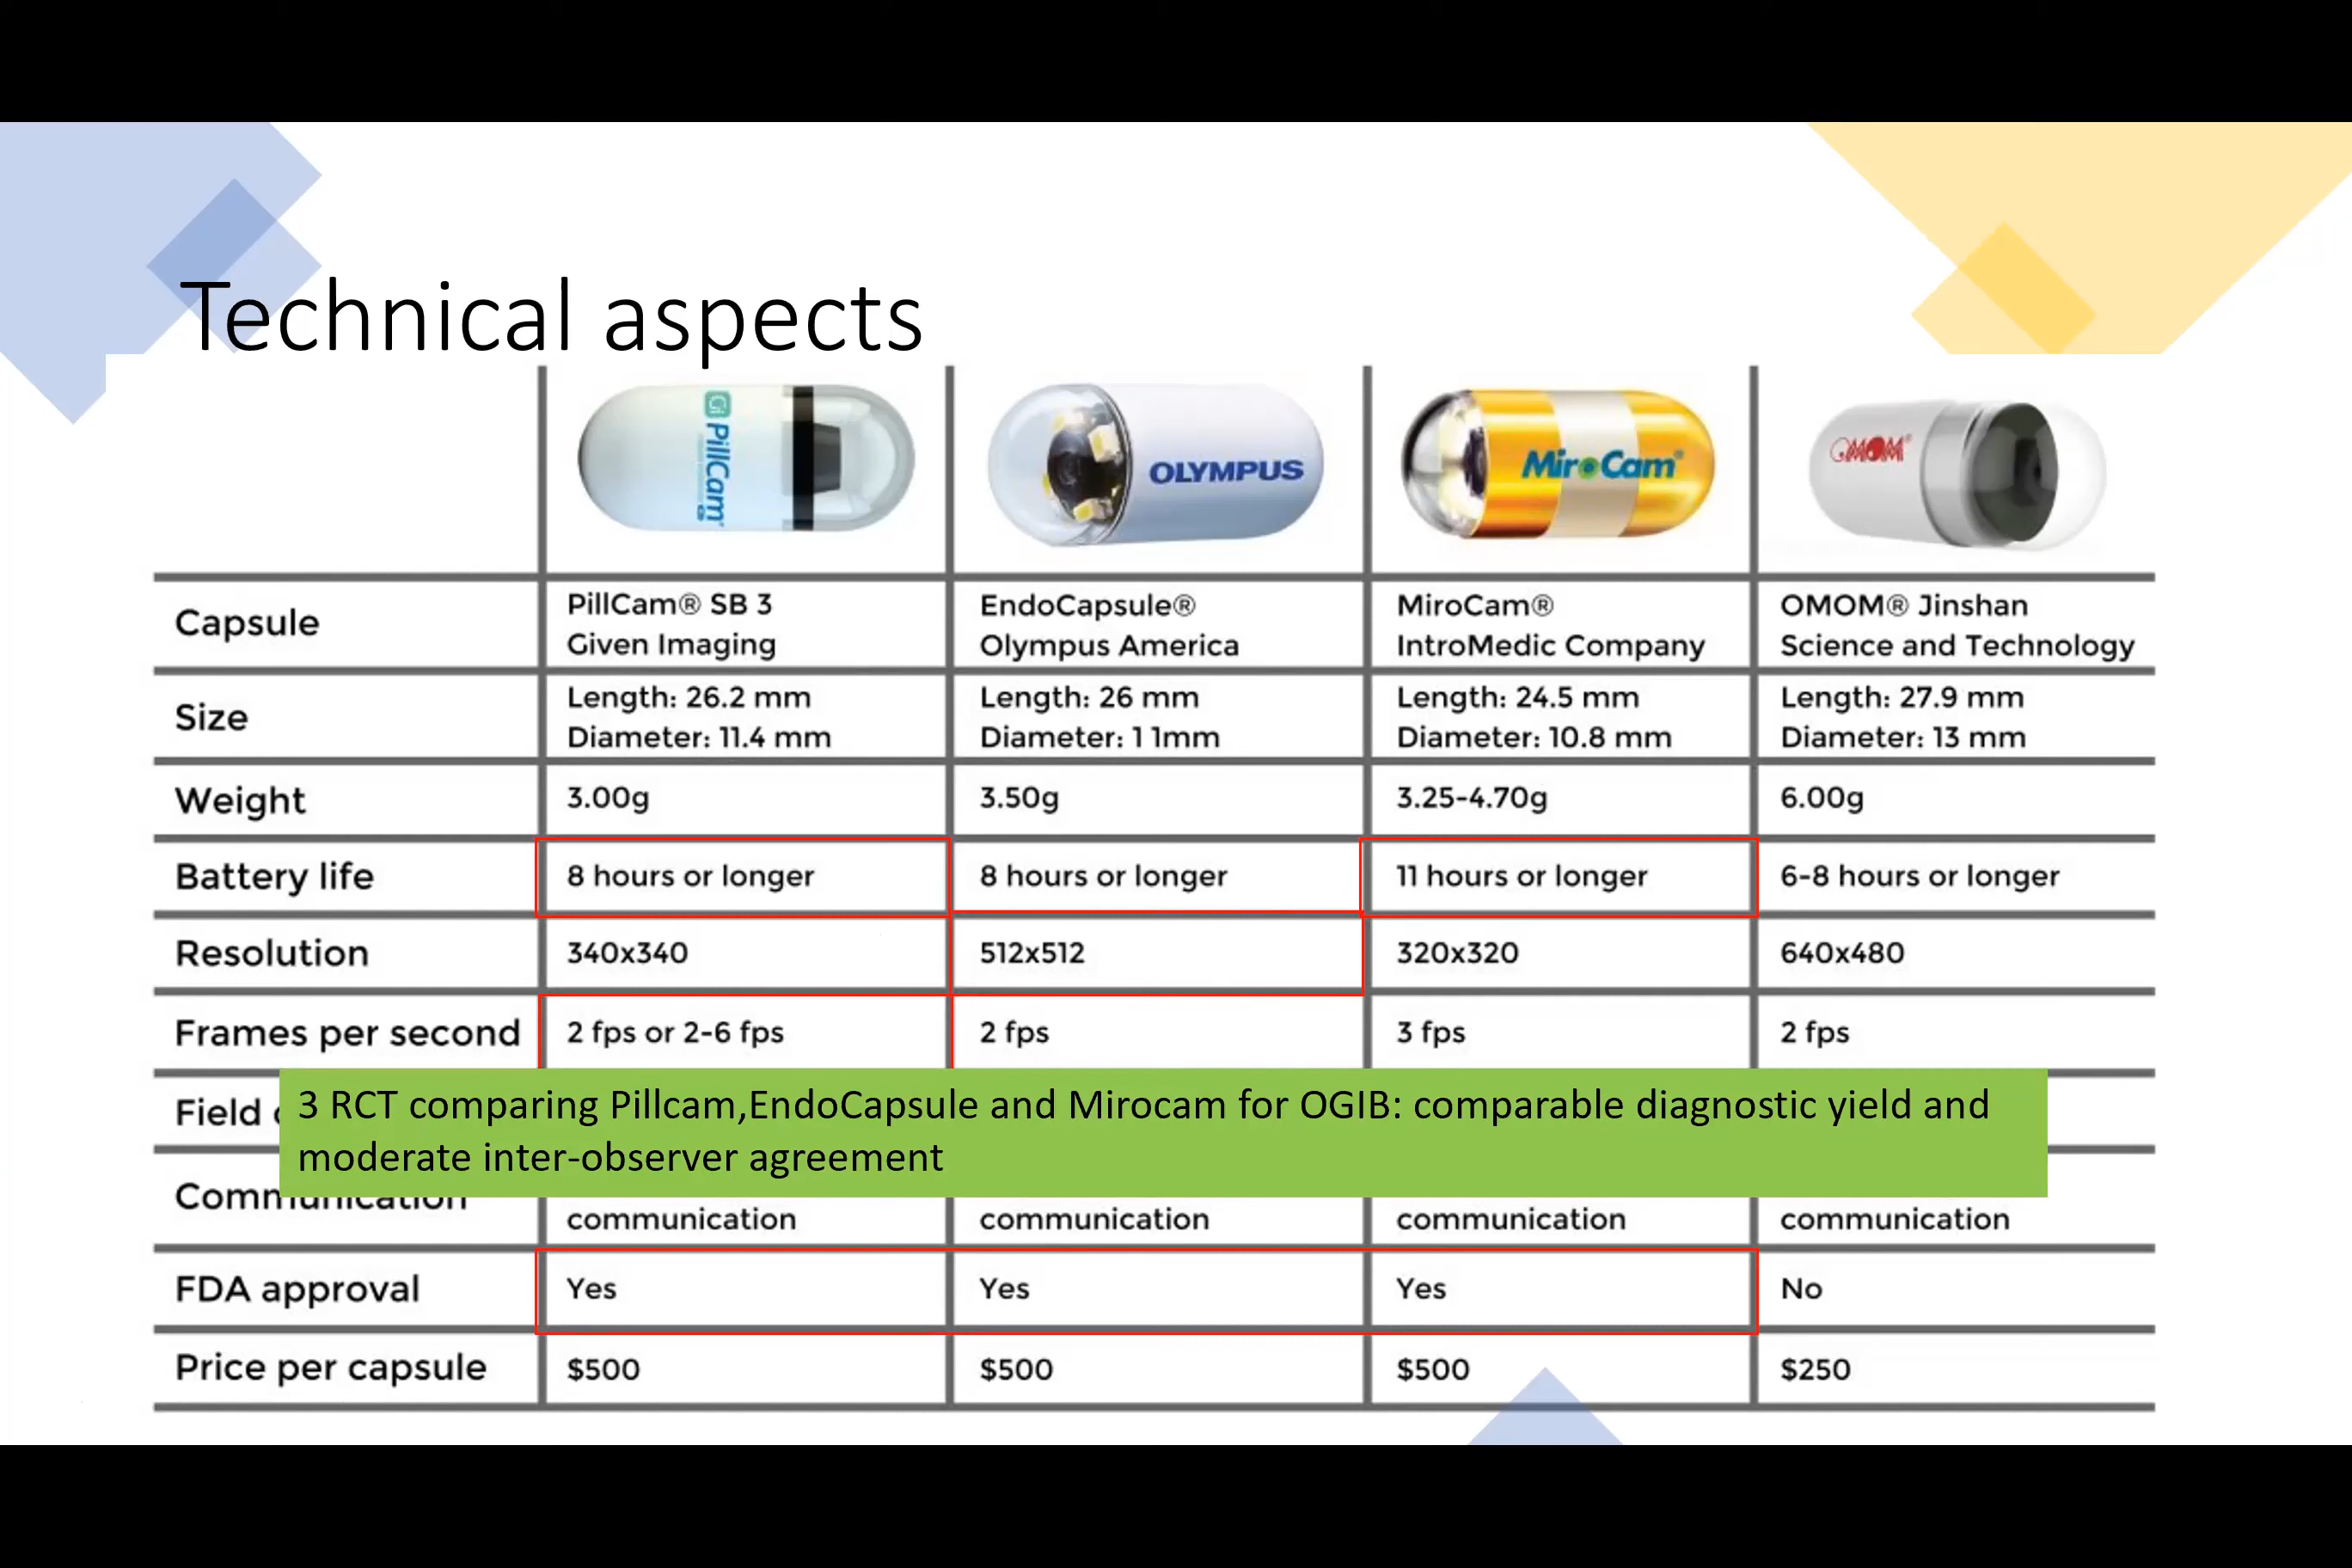 Technical aspects
PillCam
OLYMPUS
MiroCam®
OMOM®
Capsule
PillCam® SB 3
Given Imaging
EndoCapsule®
Olympus America
MiroCam®
IntroMedic Company
OMOM® Jinshan
Science and Technology
Size
Length: 26.2 mm
Diameter: 11.4 mm
Length: 26 mm
Diameter: 1 1mm
Length: 24.5 mm
Diameter: 10.8 mm
Length: 27.9 mm
Diameter: 13 mm
Weight
3.00g
3.50g
3.25-4.70g
6.00g
Battery life
8 hours or longer
8 hours or longer
11 hours or longer
6-8 hours or longer
Resolution
340x340
512x512
320x320
640x480
Frames per second
2 fps or 2-6 fps
2 fps
3 fps
2 fps
Field
3 RCT comparing Pillcam,EndoCapsule and Mirocam for OGIB: comparable diagnostic yield and
moderate inter-observer agreement
Communication
communication
communication
communication
communication
FDA approval
Yes
Yes
Yes
No
Price per capsule
$500
$500
$500
$250